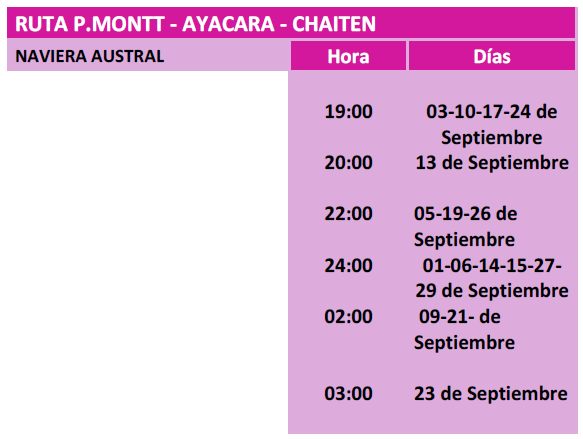 RUTA P.MONTT - AYACARA - CHAITEN
NAVIERA AUSTRAL Hora Días
19:00 03-10-17-24 de
Septiembre
20:00 13 de Septiembre
22:00 05-19-26 de
Septiembre
24:00 01-06-14-15-27-
29 de Septiembre
02:00 09-21- de
Septiembre
03:00 23 de Septiembre